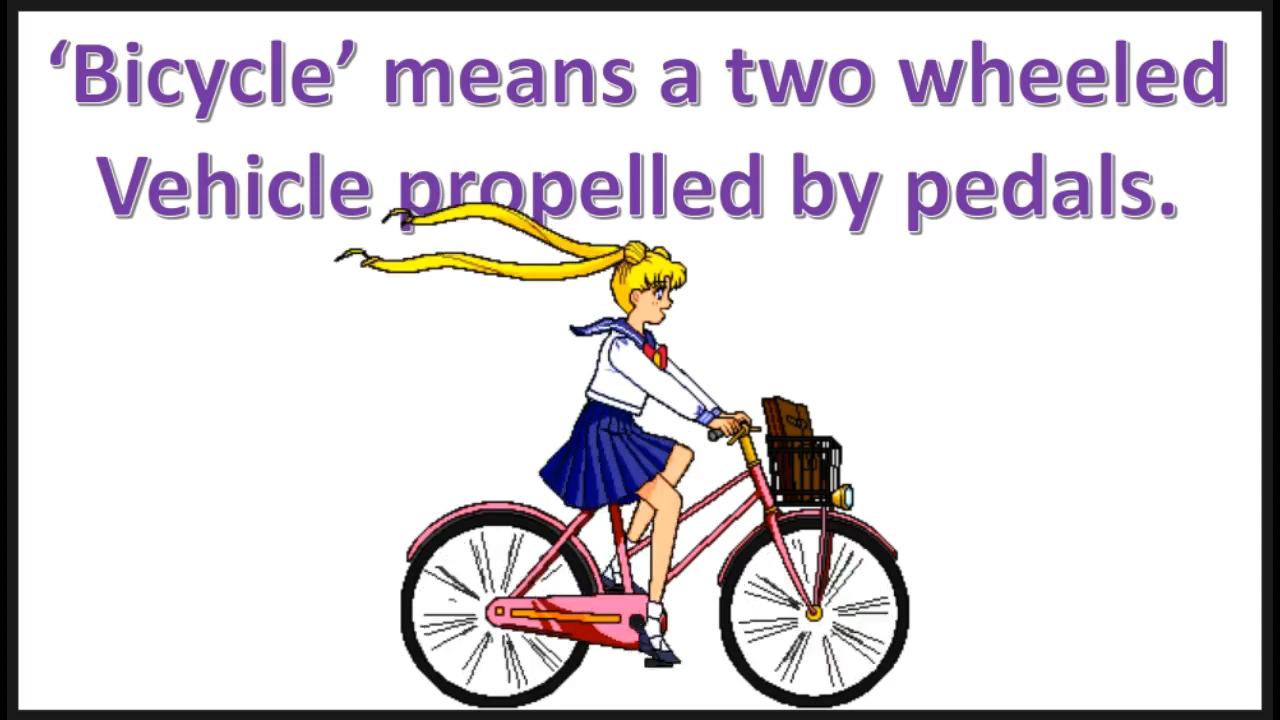 ‘Bicycle’ means a two wheeled
Vehicle propelled by pedals.